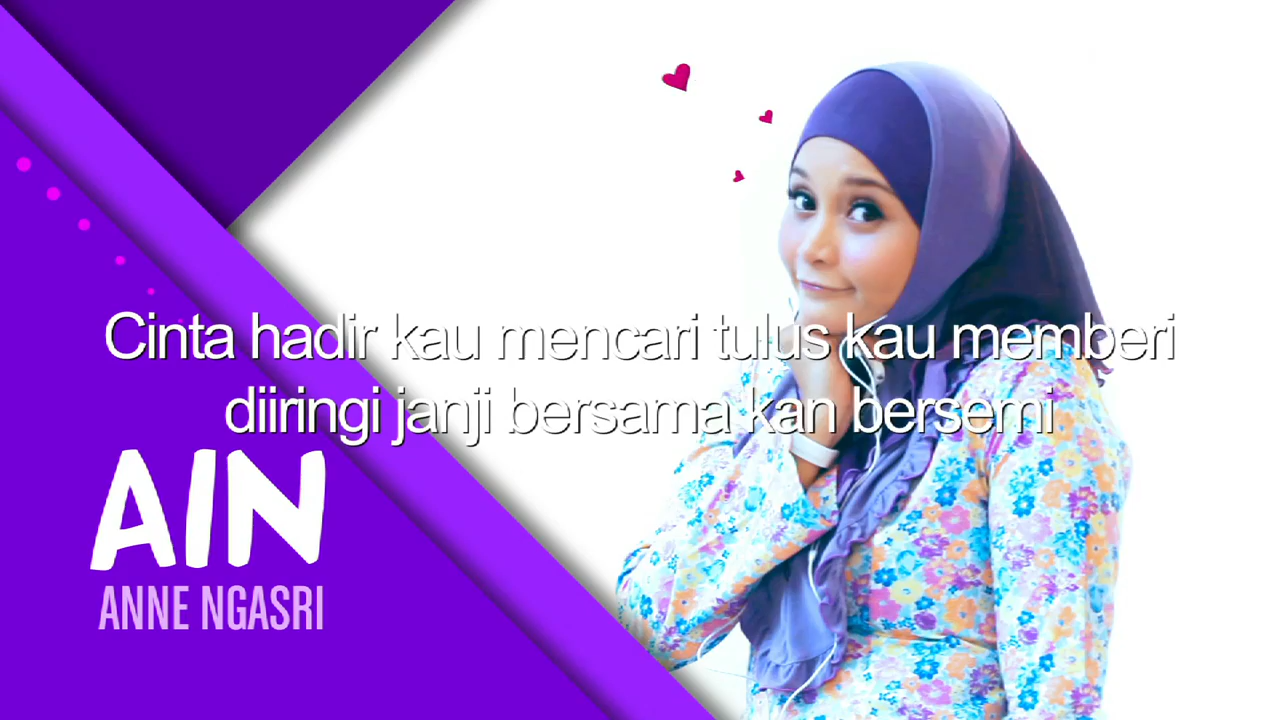 Cinta hadir kau mencari tulus kau memberi
diiringi janji bersama kan bersemi
AIN
ANNE NGASRI